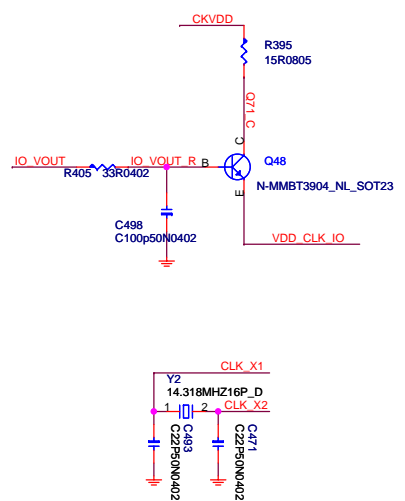 CKVDD
R395
15R0805
Q71_C
C
IO_VOUT
IO_VOUT_R
B
Q48
R405
33R0402
N-MMBT3904_NL_SOT23
E
C498
C100p50N0402
VDD_CLK_IO
CLK_X1
Y2
14.318MHZ16P_D
1
2
CLK_X2
C493
C22P50N0402
C471
C22P50N0402